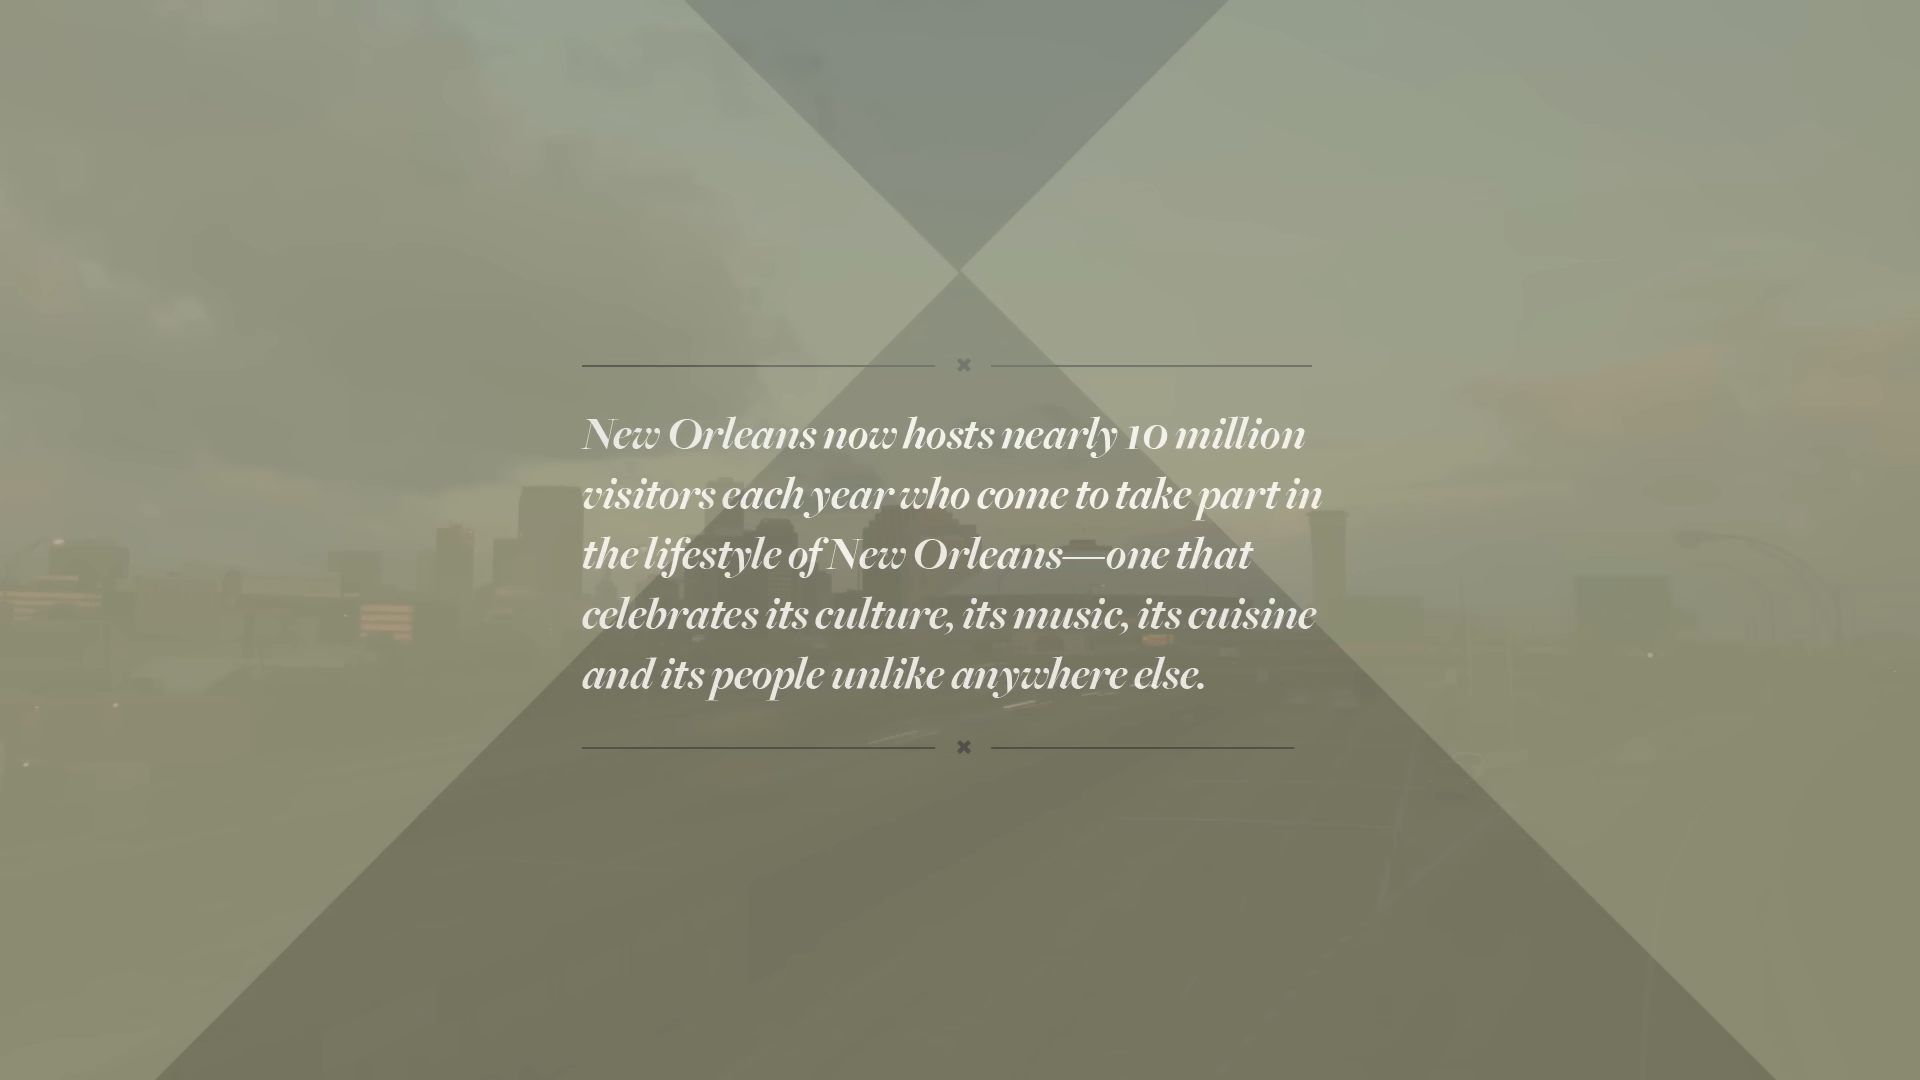 New Orleans now hosts nearly 10 million
visitors each year who come to take part in
the lifestyle of New Orleans—one that
celebrates its culture, its music, its cuisine
and its people unlike anywhere else.